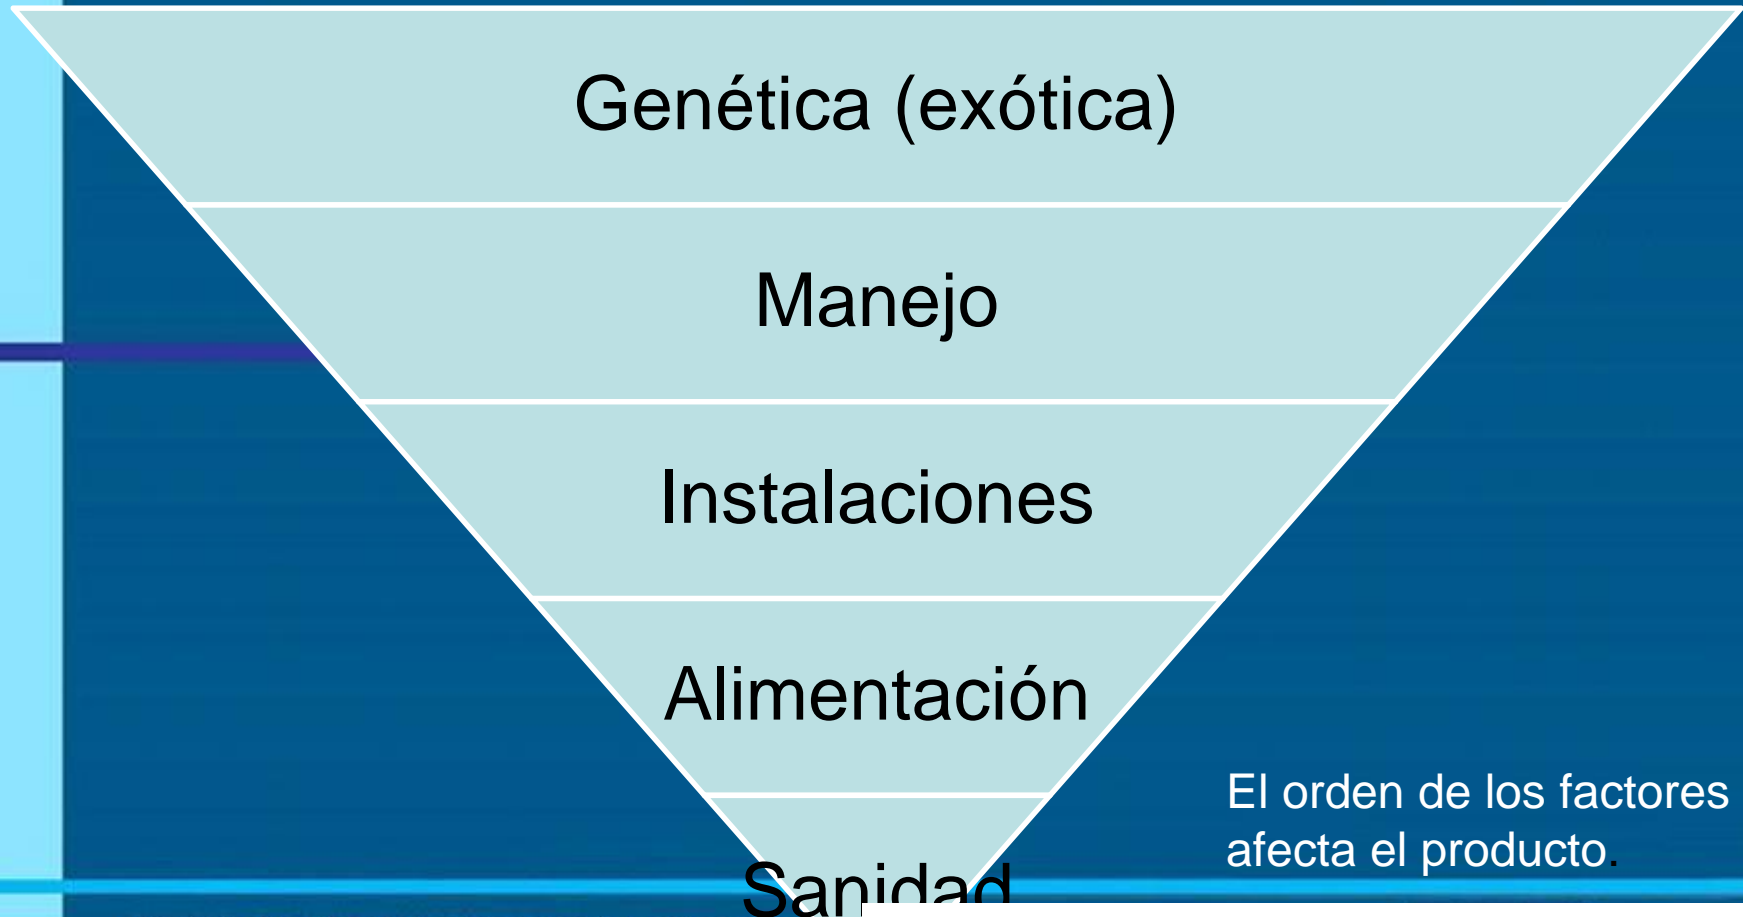 Genética (exótica)
Manejo
Instalaciones
Alimentación
Sanidad
El orden de los factores
afecta el producto.